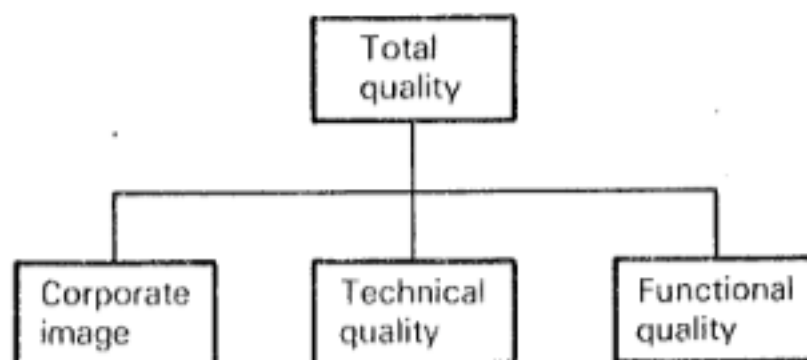 Total
quality
Corporate
image
Technical
quality
Functional
quality